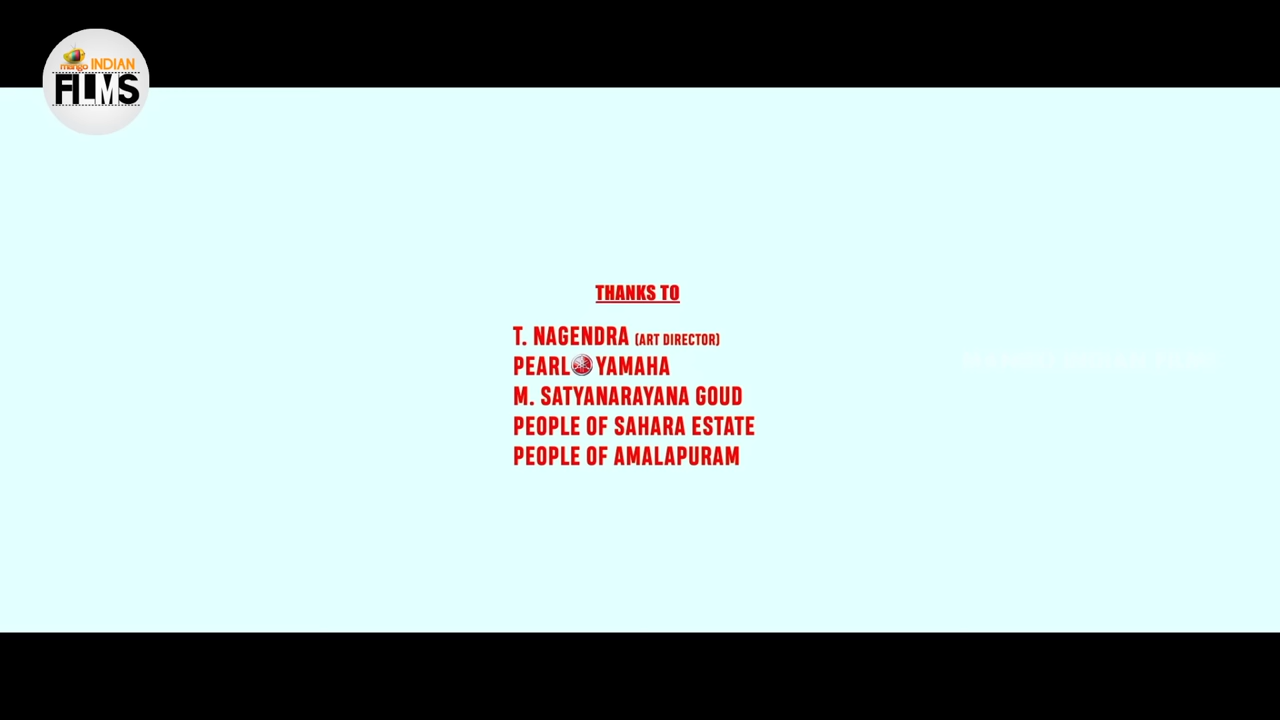 mango INDIAN
FILMS
THANKS TO
T. NAGENDRA (ART DIRECTOR)
PEARL YAMAHA
M. SATYANARAYANA GOUD
PEOPLE OF SAHARA ESTATE
PEOPLE OF AMALAPURAM